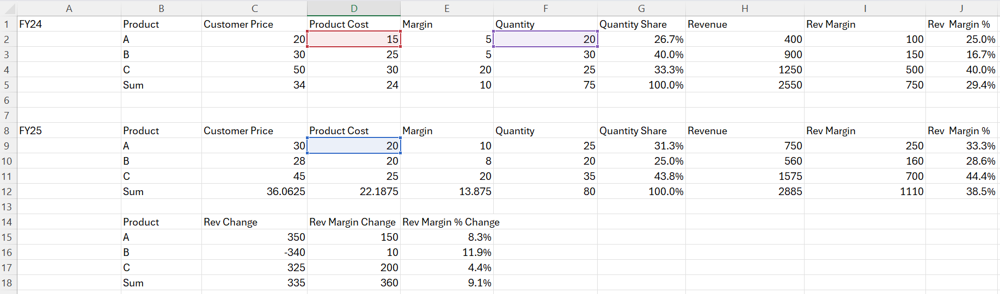 A B C D E F G H I J
1 FY24 Product Customer Price Product Cost Margin Quantity Quantity Share Revenue Rev Margin Rev  Margin %
2 A 20 15 5 20 26.7% 400 100 25.0%
3 B 30 25 5 30 40.0% 900 150 16.7%
4 C 50 30 20 25 33.3% 1250 500 40.0%
5 Sum 34 24 10 75 100.0% 2550 750 29.4%
6
7
8 FY25 Product Customer Price Product Cost Margin Quantity Quantity Share Revenue Rev Margin Rev  Margin %
9 A 30 20 10 25 31.3% 750 250 33.3%
10 B 28 20 8 20 25.0% 560 160 28.6%
11 C 45 25 20 35 43.8% 1575 700 44.4%
12 Sum 36.0625 22.1875 13.875 80 100.0% 2885 1110 38.5%
13
14 Product Rev Change Rev Margin Change Rev Margin % Change
15 A 350 150 8.3%
16 B -340 10 11.9%
17 C 325 200 4.4%
18 Sum 335 360 9.1%